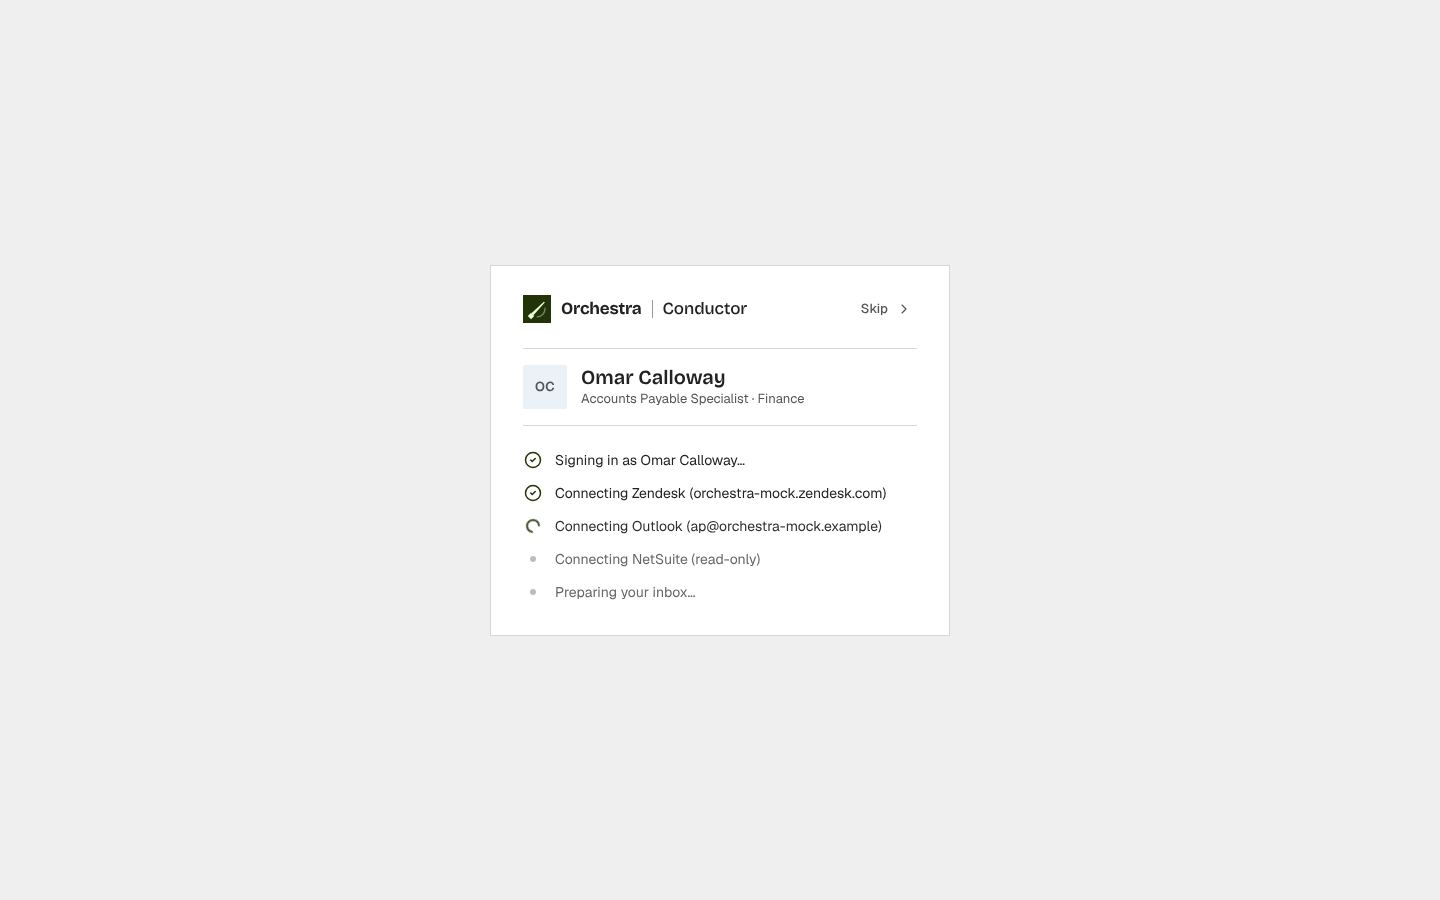 Orchestra | Conductor
Skip
OC
Omar Calloway
Accounts Payable Specialist · Finance
Signing in as Omar Calloway…
Connecting Zendesk (orchestra-mock.zendesk.com)
Connecting Outlook (ap@orchestra-mock.example)
Connecting NetSuite (read-only)
Preparing your inbox…